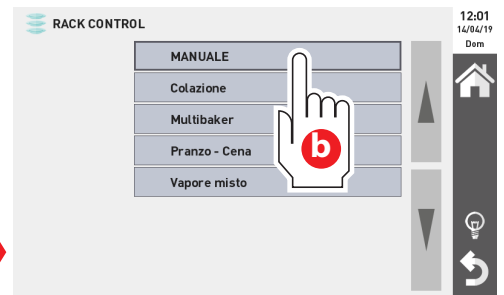 RACK CONTROL
12:01
14/04/19
Dom
MANUALE
Colazione
Multibaker
Pranzo - Cena
Vapore misto
b